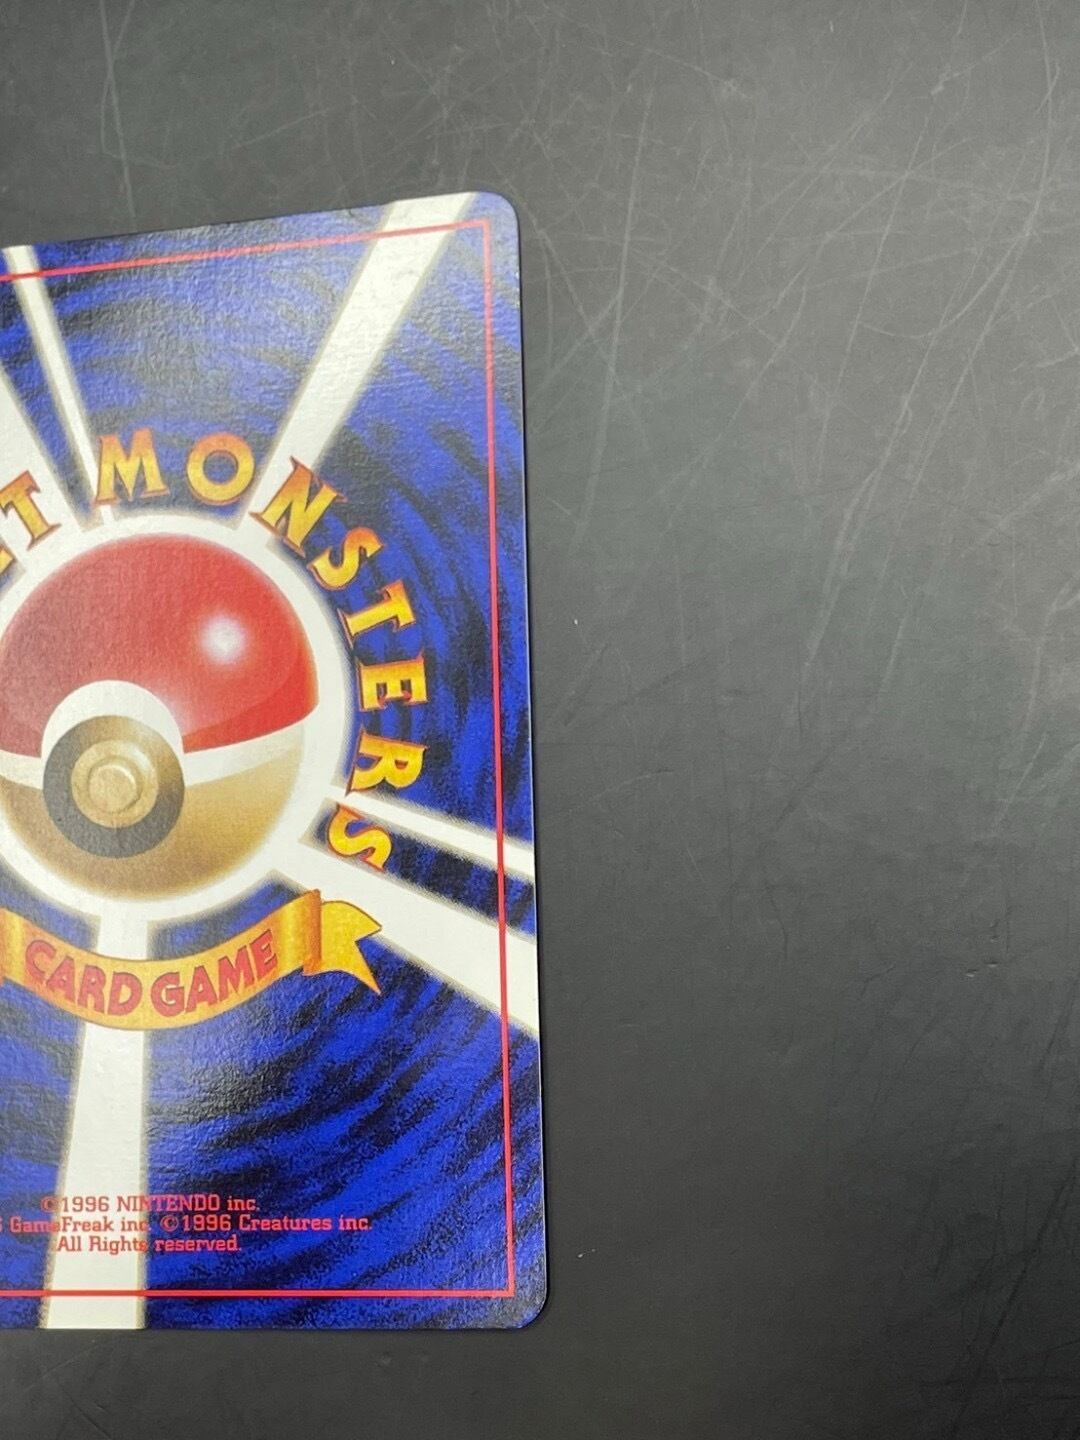 T MONSTERS
CARD GAME
©1996 NINTENDO inc.
GameFreak inc. ©1996 Creatures inc.
All Rights reserved.